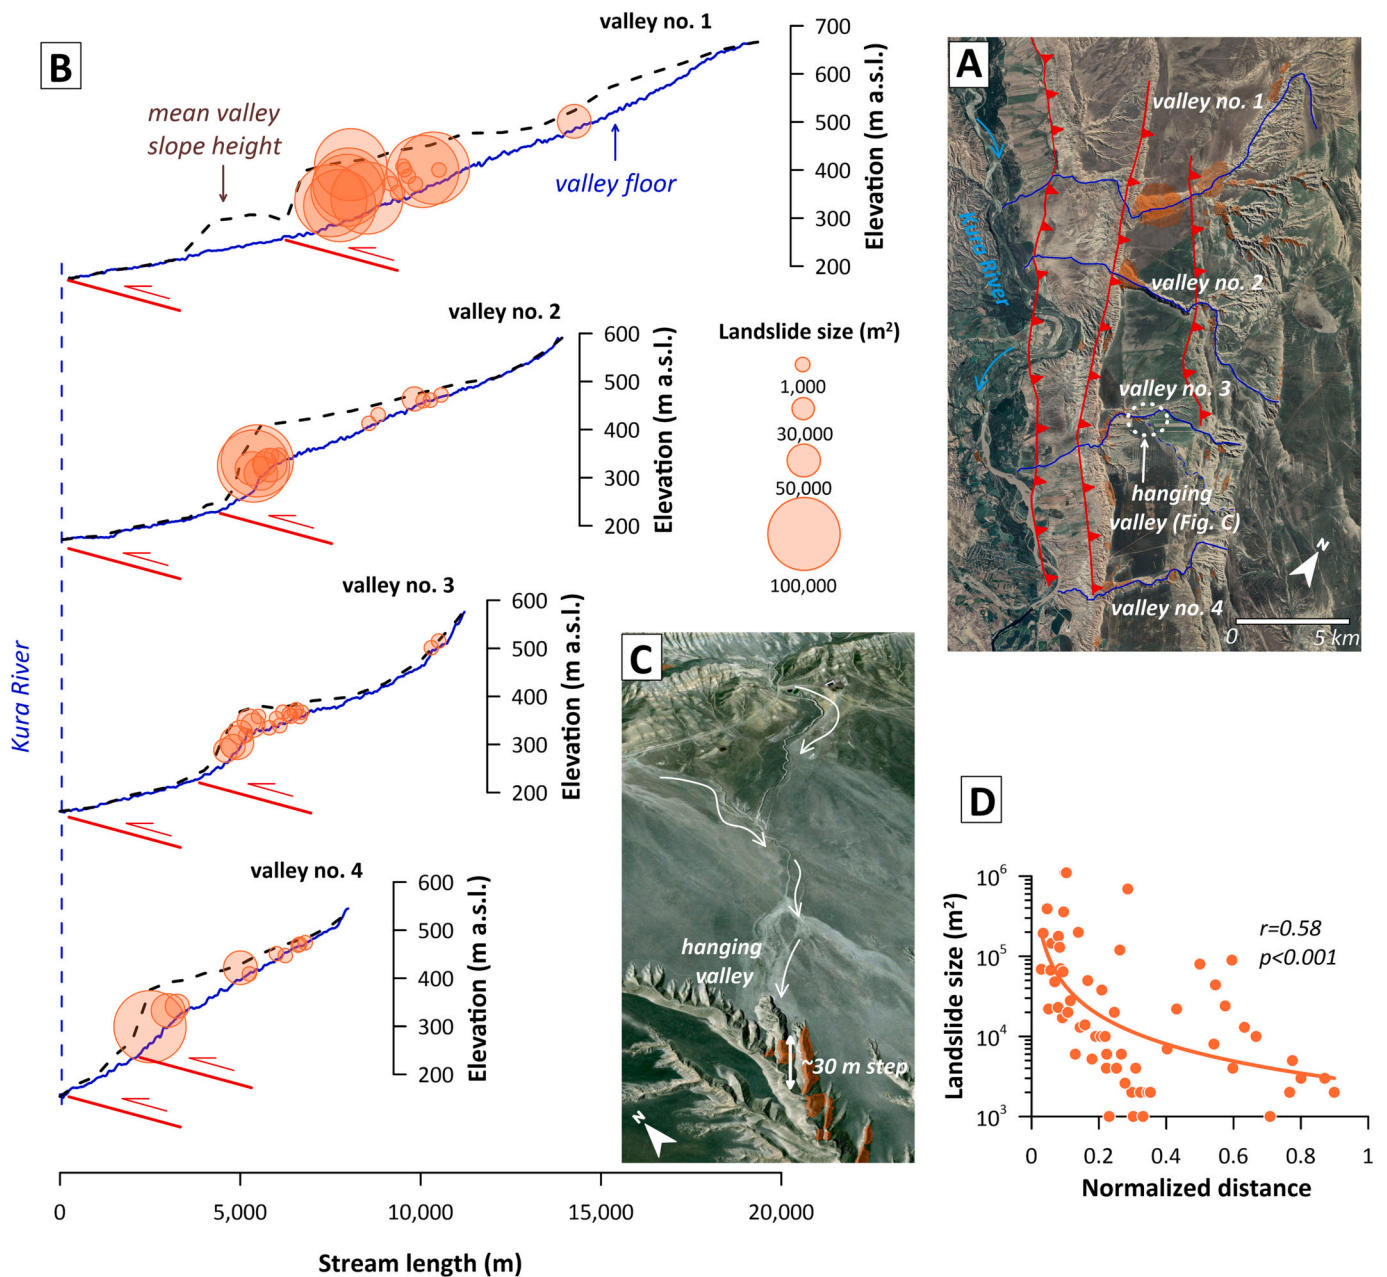 B
valley no. 1
mean valley
slope height
valley floor
700
600
500
400
300
200
Elevation (m a.s.l.)
valley no. 2
600
500
400
300
200
Elevation (m a.s.l.)
Landslide size (m²)
1,000
30,000
50,000
100,000
valley no. 3
600
500
400
300
200
Elevation (m a.s.l.)
valley no. 4
600
500
400
300
200
Elevation (m a.s.l.)
Kura River
0
5,000
10,000
15,000
20,000
Stream length (m)
A
valley no. 1
Kura River
valley no. 2
valley no. 3
hanging
valley (Fig. C)
valley no. 4
N
0
5 km
C
hanging
valley
~30 m step
N
D
Landslide size (m²)
10⁶
10⁵
10⁴
10³
r=0.58
p<0.001
0
0.2
0.4
0.6
0.8
1
Normalized distance